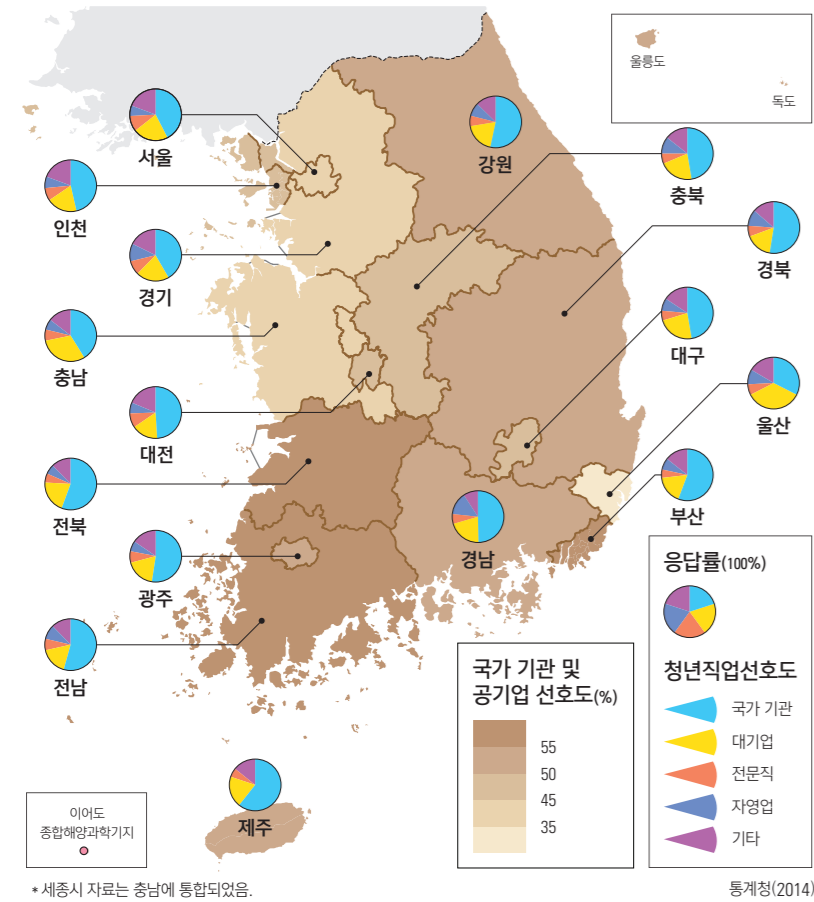 울릉도
독도
서울
강원
충북
인천
경북
경기
대구
충남
울산
대전
전북
부산
경남
광주
전남
제주
국가 기관 및
공기업 선호도(%)
55
50
45
35
응답률(100%)
청년직업선호도
국가 기관
대기업
전문직
자영업
기타
이어도
종합해양과학기지
* 세종시 자료는 충남에 통합되었음.
통계청(2014)